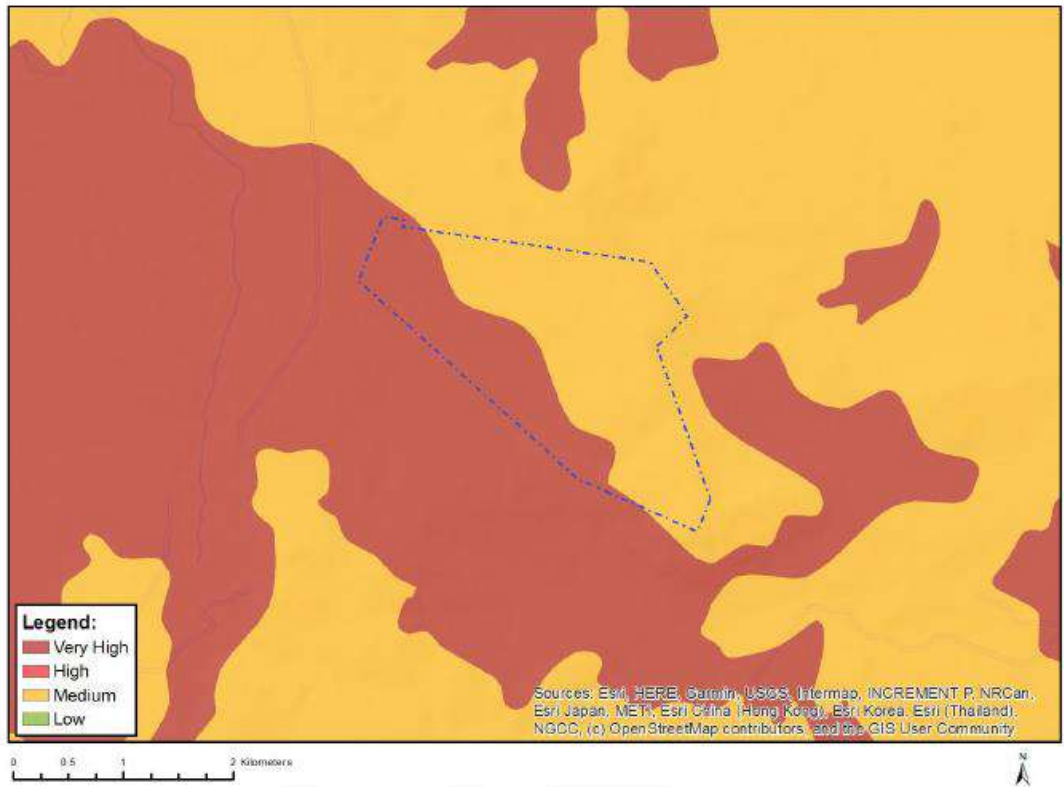 Legend:
Very High
High
Medium
Low
Sources: Esri, HERE, Garmin, USGS, Intermap, INCREMENT P, NRCan,
Esri Japan, METI, Esri China (Hong Kong), Esri Korea, Esri (Thailand),
NGCC, (c) OpenStreetMap contributors, and the GIS User Community
0 0.5 1 2 Kilometers
N